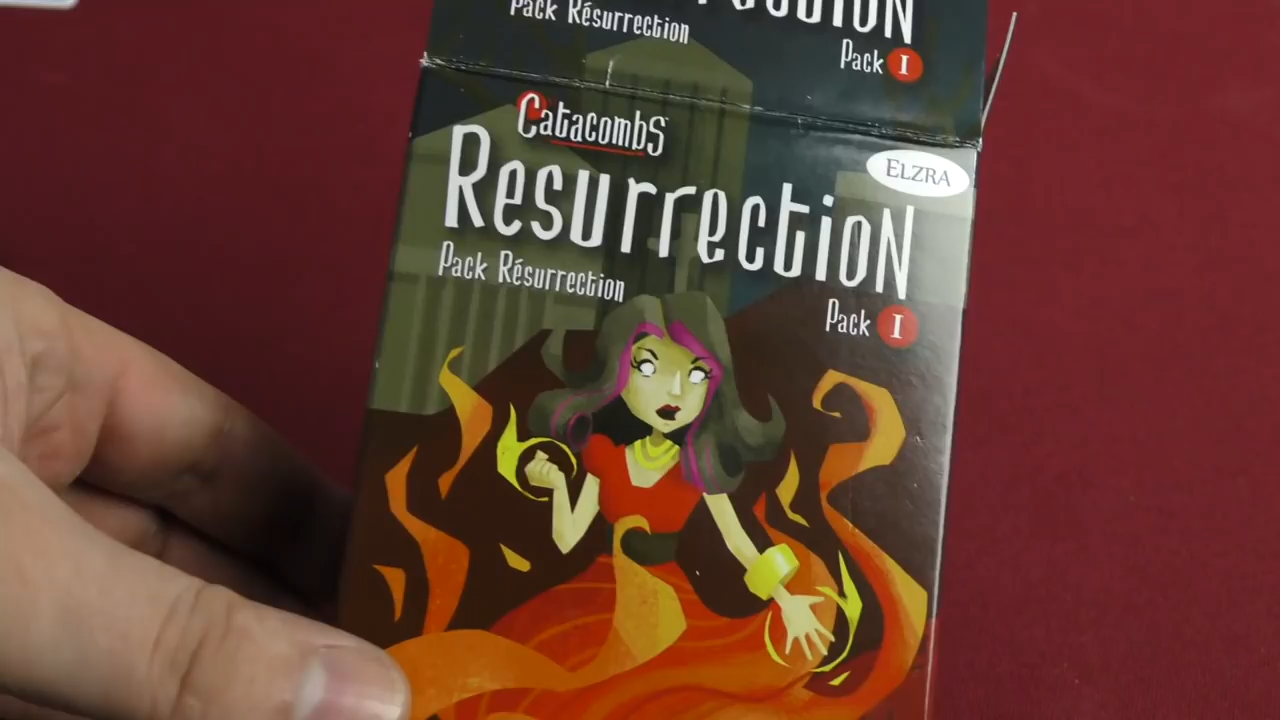 Pack Résurrection
Pack I
Catacombs
ELZRA
Resurrection
Pack Résurrection
Pack I